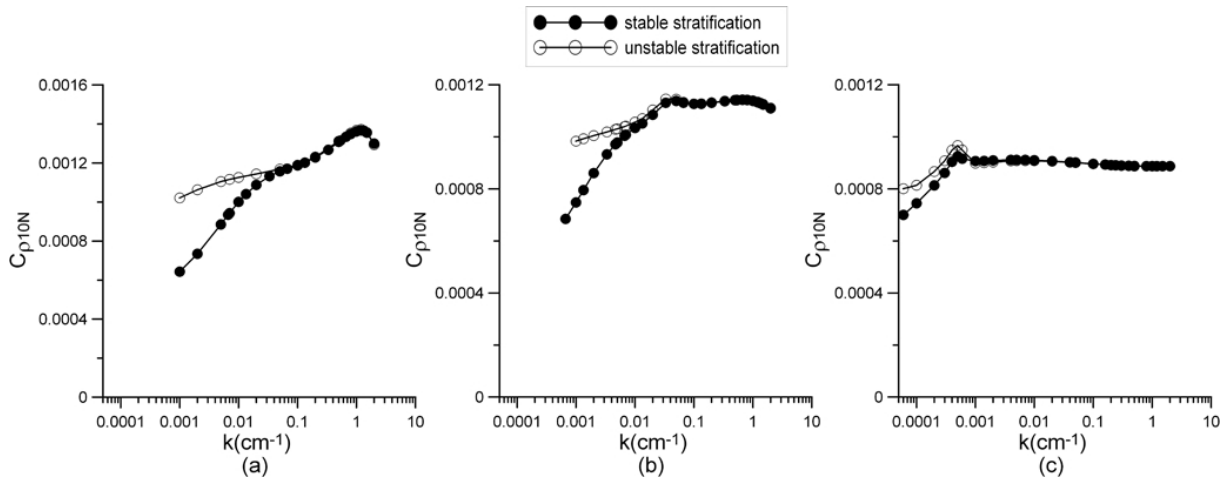 stable stratification
unstable stratification
0.0016
0.0012
0.0008
0.0004
0
Cρ10N
0.0001 0.001 0.01 0.1 1 10
k(cm-1)
(a)
0.0012
0.0008
0.0004
0
Cρ10N
0.0001 0.001 0.01 0.1 1 10
k(cm-1)
(b)
0.0012
0.0008
0.0004
0
Cρ10N
0.0001 0.001 0.01 0.1 1 10
k(cm-1)
(c)